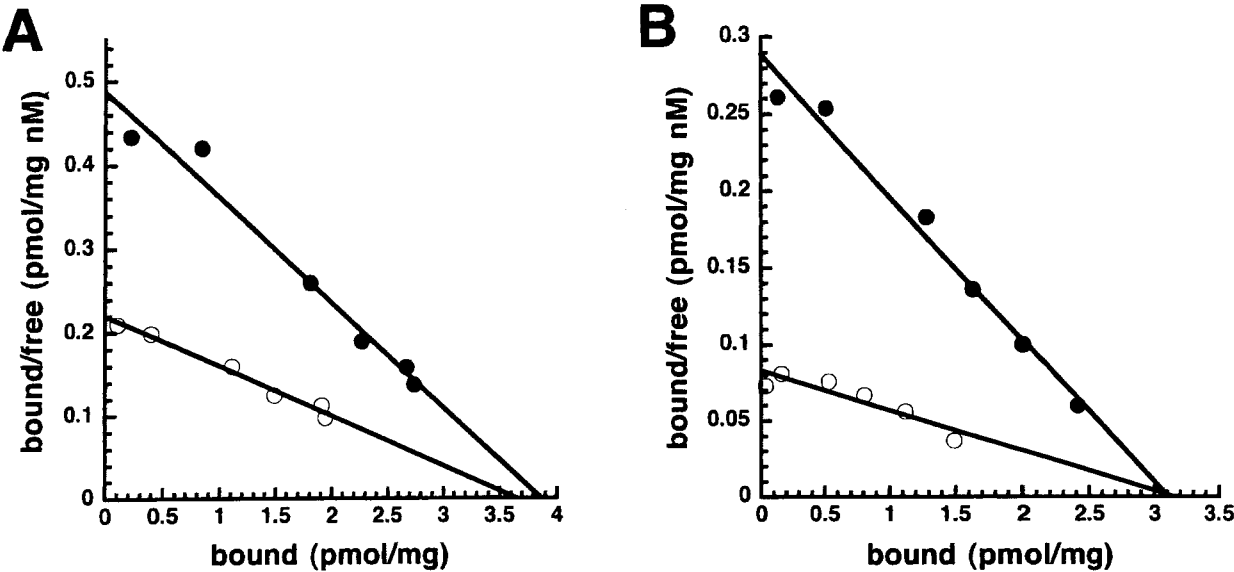 A
bound/free (pmol/mg nM)
0.5
0.4
0.3
0.2
0.1
0
0 0.5 1 1.5 2 2.5 3 3.5 4
bound (pmol/mg)
B
bound/free (pmol/mg nM)
0.3
0.25
0.2
0.15
0.1
0.05
0
0 0.5 1 1.5 2 2.5 3 3.5
bound (pmol/mg)